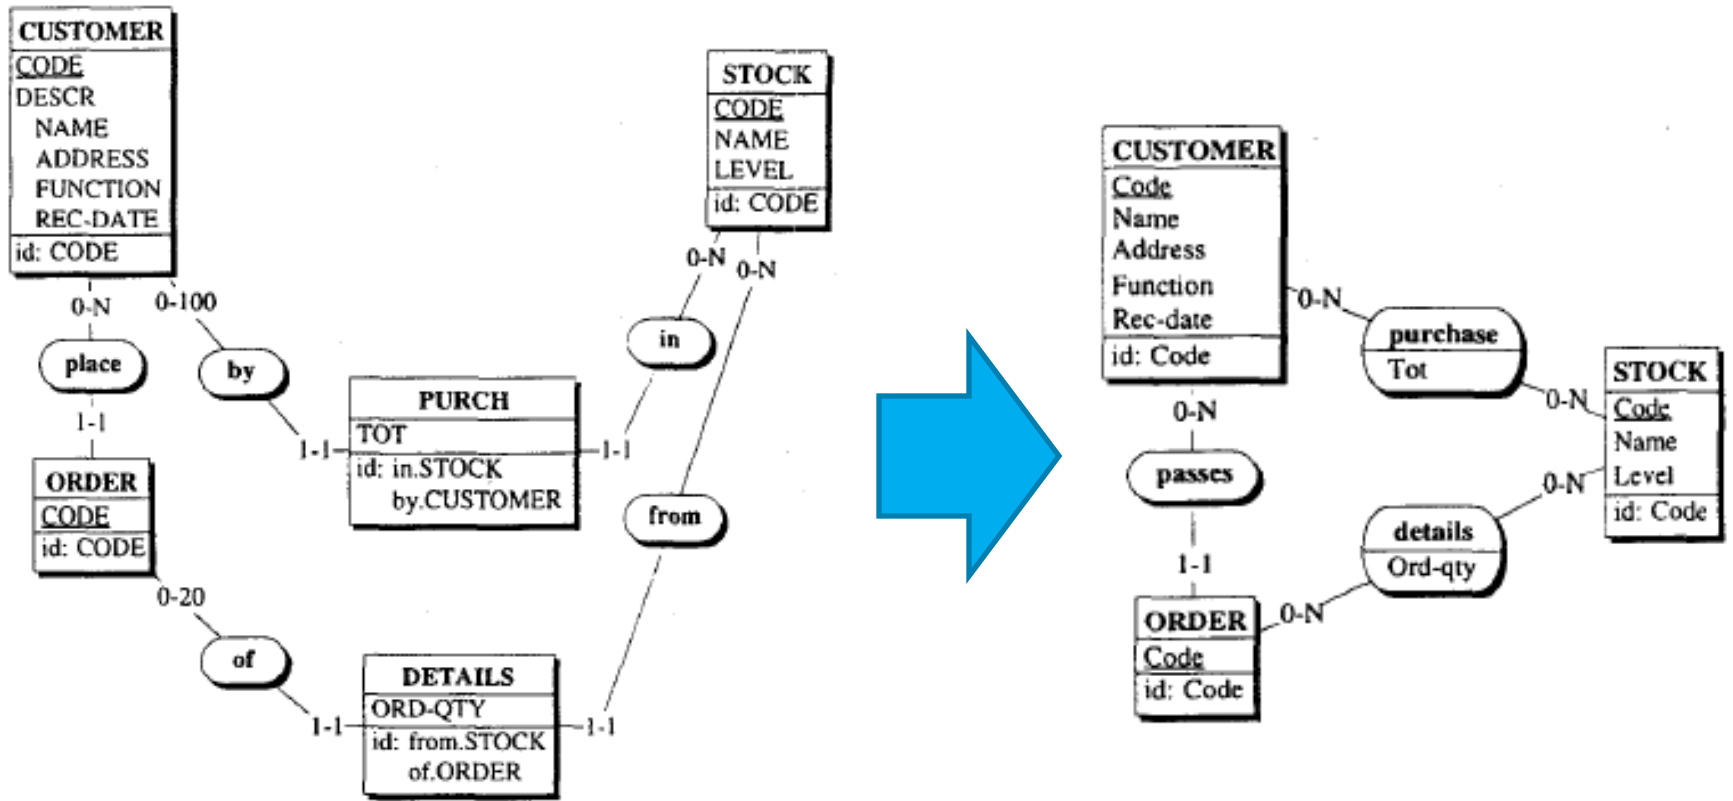 CUSTOMER
CODE
DESCR
NAME
ADDRESS
FUNCTION
REC-DATE
id: CODE
0-N
0-100
place
by
1-1
1-1
ORDER
CODE
id: CODE
0-20
of
1-1
PURCH
TOT
id: in.STOCK
by.CUSTOMER
1-1
in
0-N
0-N
STOCK
CODE
NAME
LEVEL
id: CODE
from
1-1
DETAILS
ORD-QTY
id: from.STOCK
of.ORDER
CUSTOMER
Code
Name
Address
Function
Rec-date
id: Code
0-N
purchase
Tot
0-N
STOCK
Code
Name
Level
id: Code
0-N
passes
1-1
ORDER
Code
id: Code
0-N
details
Ord-qty
0-N